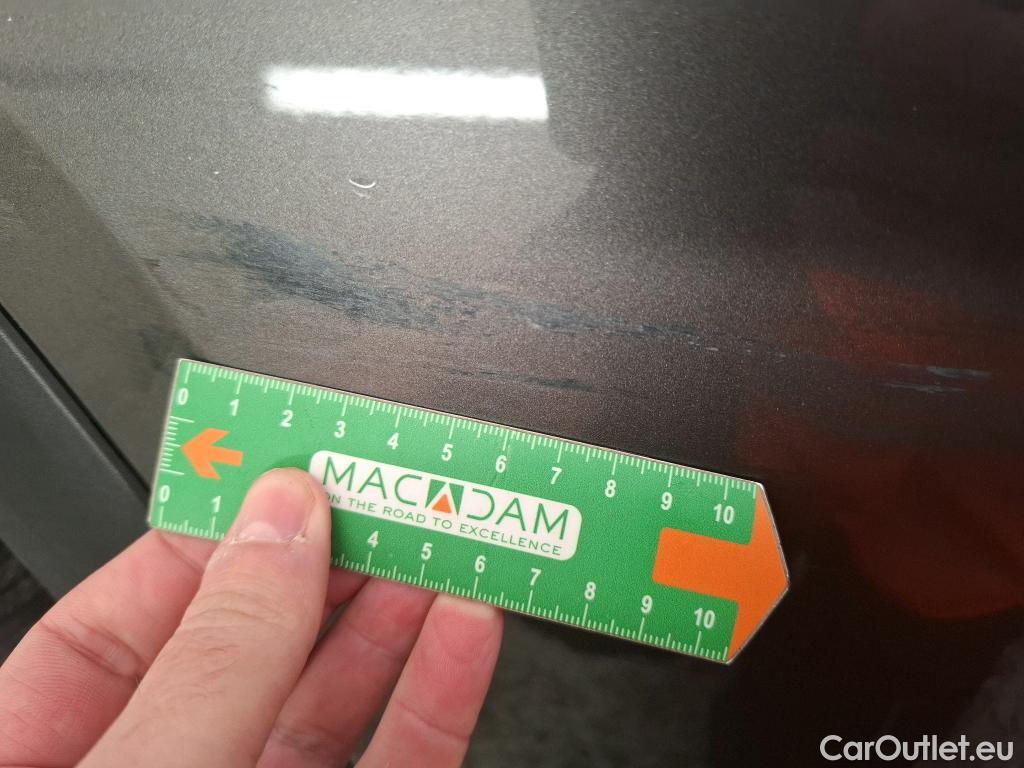 0 1 2 3 4 5 6 7 8 9 10
MACADAM
ON THE ROAD TO EXCELLENCE
0 1 4 5 6 7 8 9 10
CarOutlet.eu